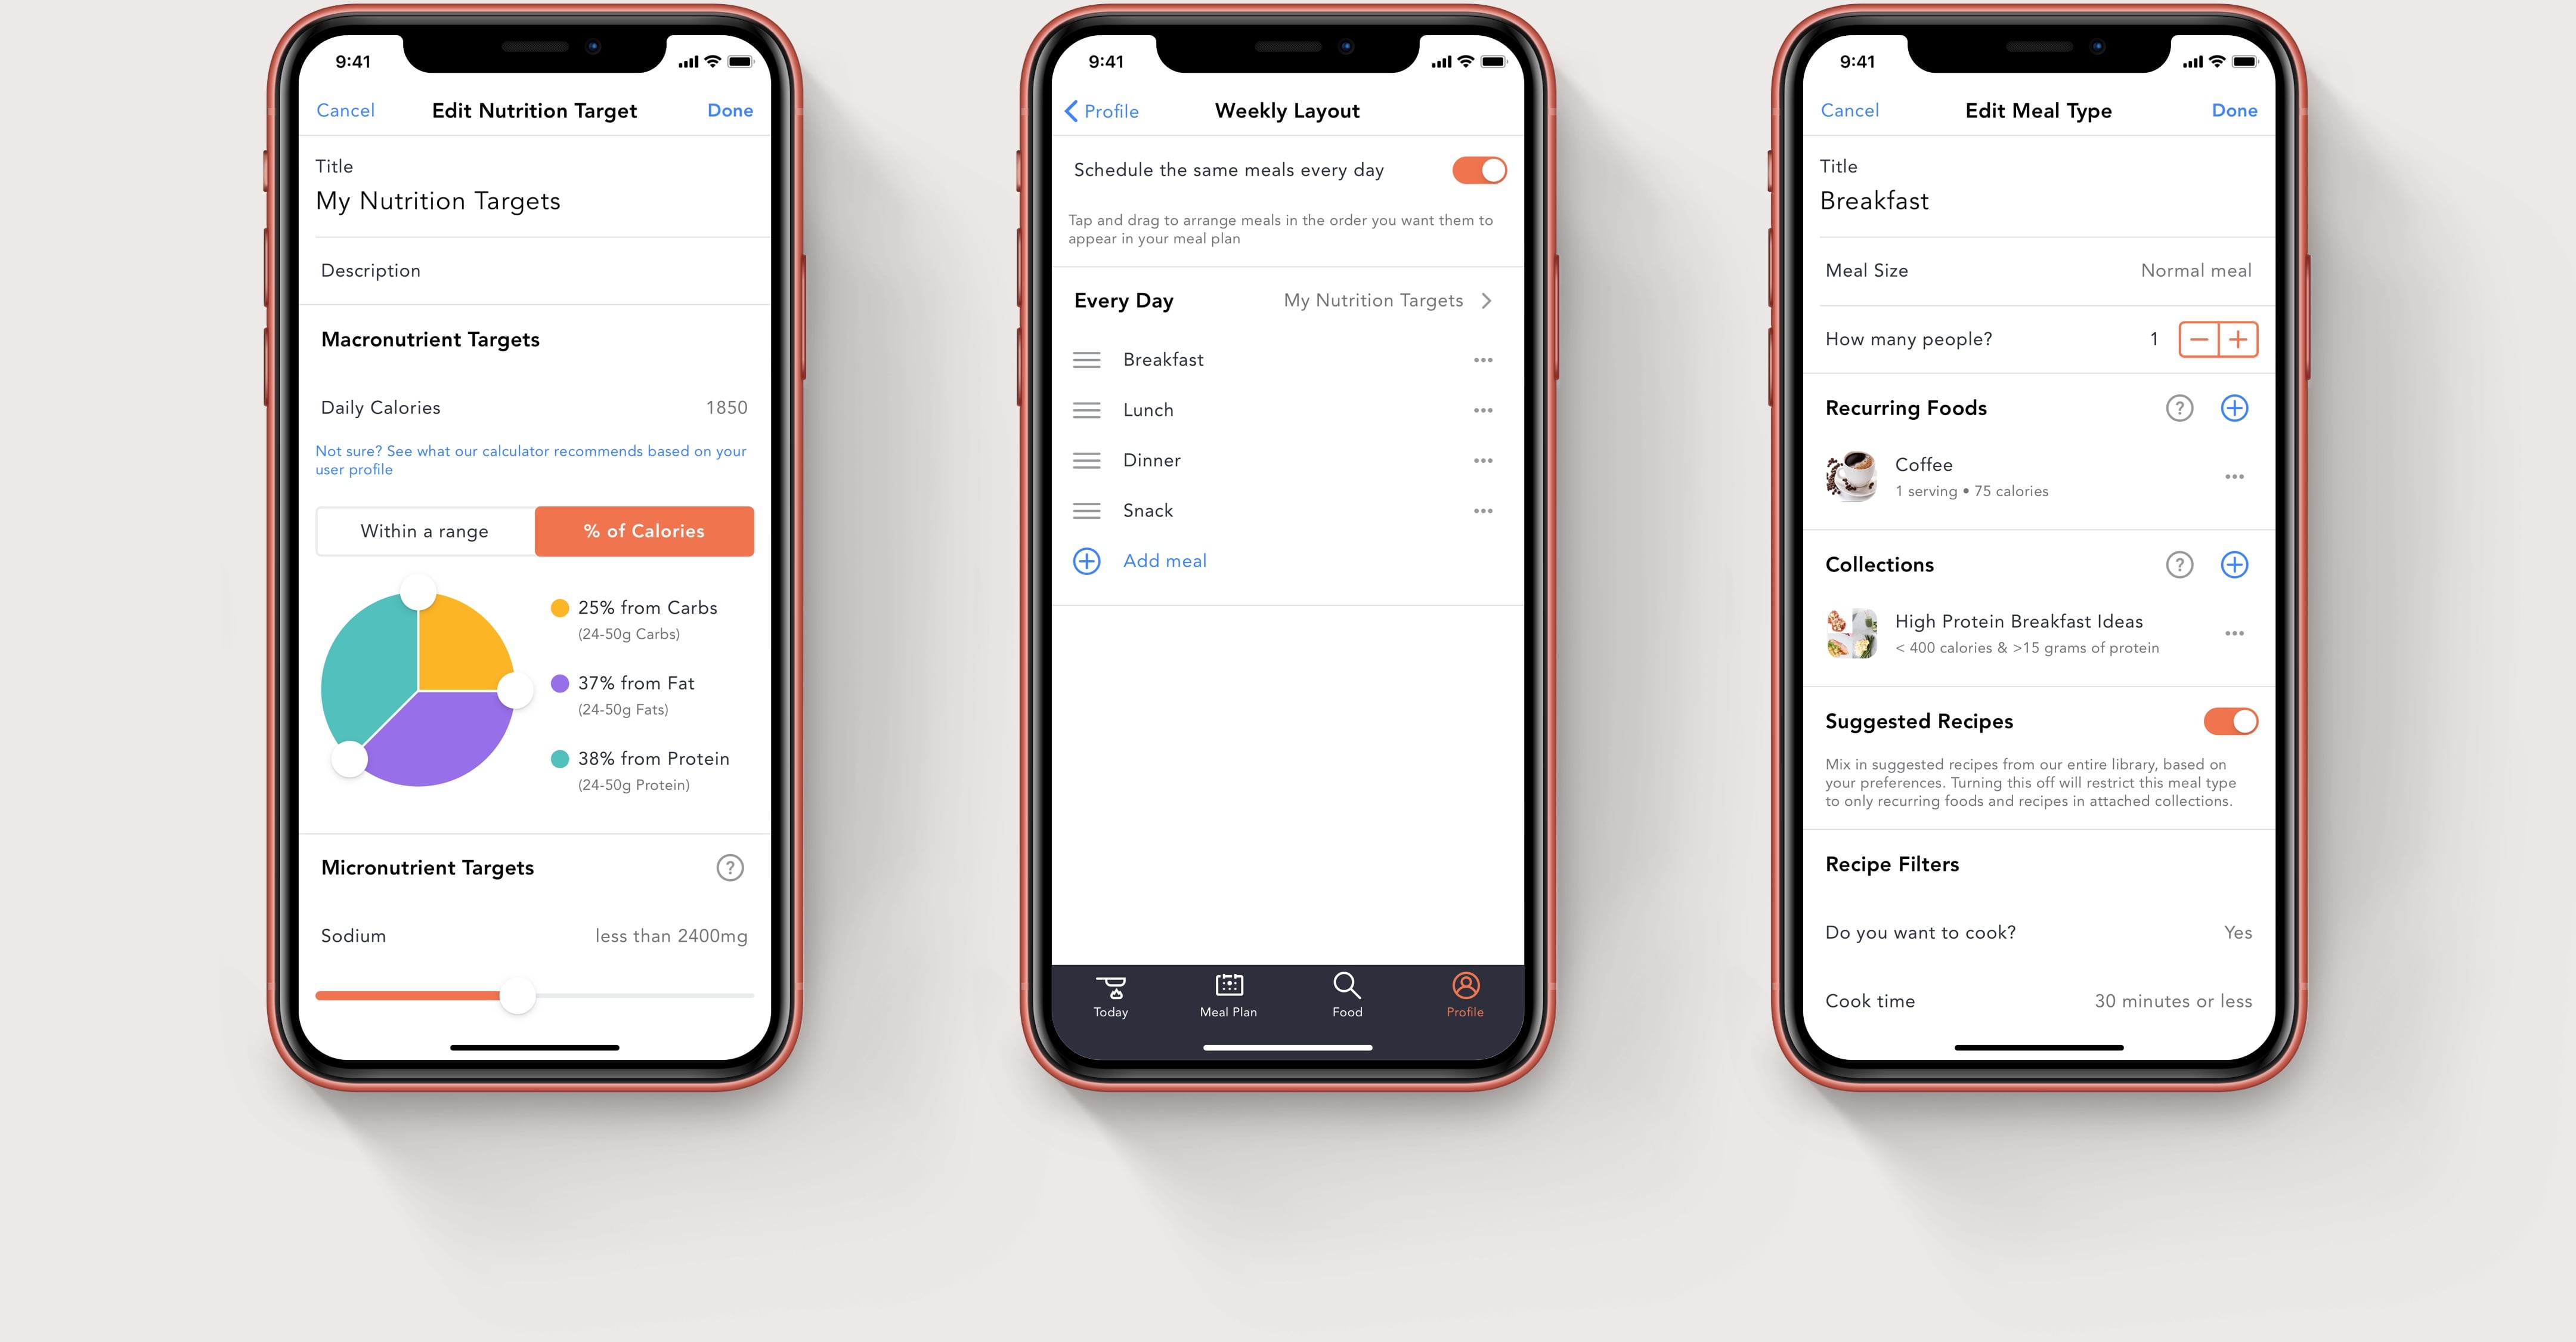 9:41
Cancel
Edit Nutrition Target
Done
Title
My Nutrition Targets
Description
Macronutrient Targets
Daily Calories
1850
Not sure? See what our calculator recommends based on your
user profile
Within a range
% of Calories
25% from Carbs
(24-50g Carbs)
37% from Fat
(24-50g Fats)
38% from Protein
(24-50g Protein)
Micronutrient Targets
?
Sodium
less than 2400mg
9:41
Profile
Weekly Layout
Schedule the same meals every day
Tap and drag to arrange meals in the order you want them to
appear in your meal plan
Every Day
My Nutrition Targets
Breakfast
Lunch
Dinner
Snack
Add meal
Today
Meal Plan
Food
Profile
9:41
Cancel
Edit Meal Type
Done
Title
Breakfast
Meal Size
Normal meal
How many people?
1
Recurring Foods
?
Coffee
1 serving • 75 calories
Collections
?
High Protein Breakfast Ideas
< 400 calories & >15 grams of protein
Suggested Recipes
Mix in suggested recipes from our entire library, based on
your preferences. Turning this off will restrict this meal type
to only recurring foods and recipes in attached collections.
Recipe Filters
Do you want to cook?
Yes
Cook time
30 minutes or less